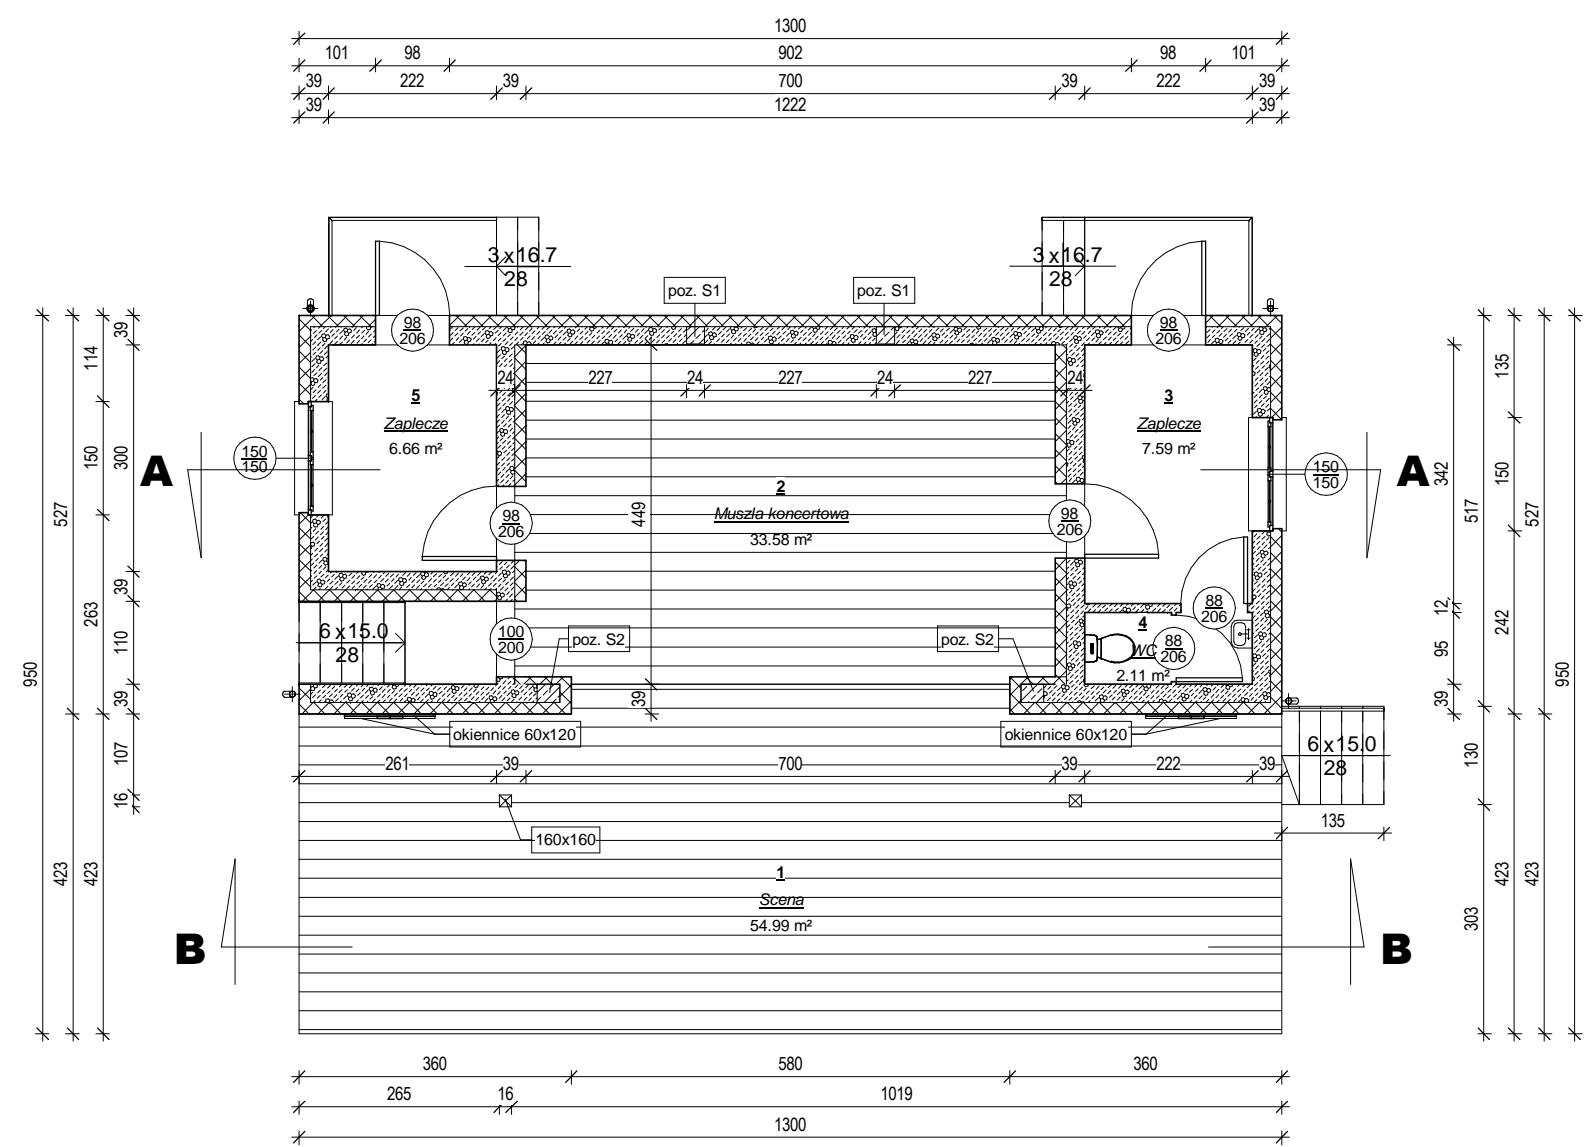 1300
101 98 902 98 101
39 222 39 700 39 222 39
39 1222 39
3 x 16.7
28
3 x 16.7
28
poz. S1
poz. S1
98
206
98
206
24 227 24 227 24 227 24
5
Zaplecze
6.66 m²
3
Zaplecze
7.59 m²
150
150
150
150
A
A
2
Muszla koncertowa
33.58 m²
449
98
206
98
206
88
206
88
206
6 x 15.0
28
100
200
poz. S2
poz. S2
4
WC
2.11 m²
39
okiennice 60x120
okiennice 60x120
6 x 15.0
28
261 39 700 39 222 39
135
160x160
1
Scena
54.99 m²
B
B
950
527
423
114
150
263
423
39
300
39
110
39
107
16
342
12
95
39
517
130
303
135
150
242
423
527
423
950
360 580 360
265 16 1019
1300